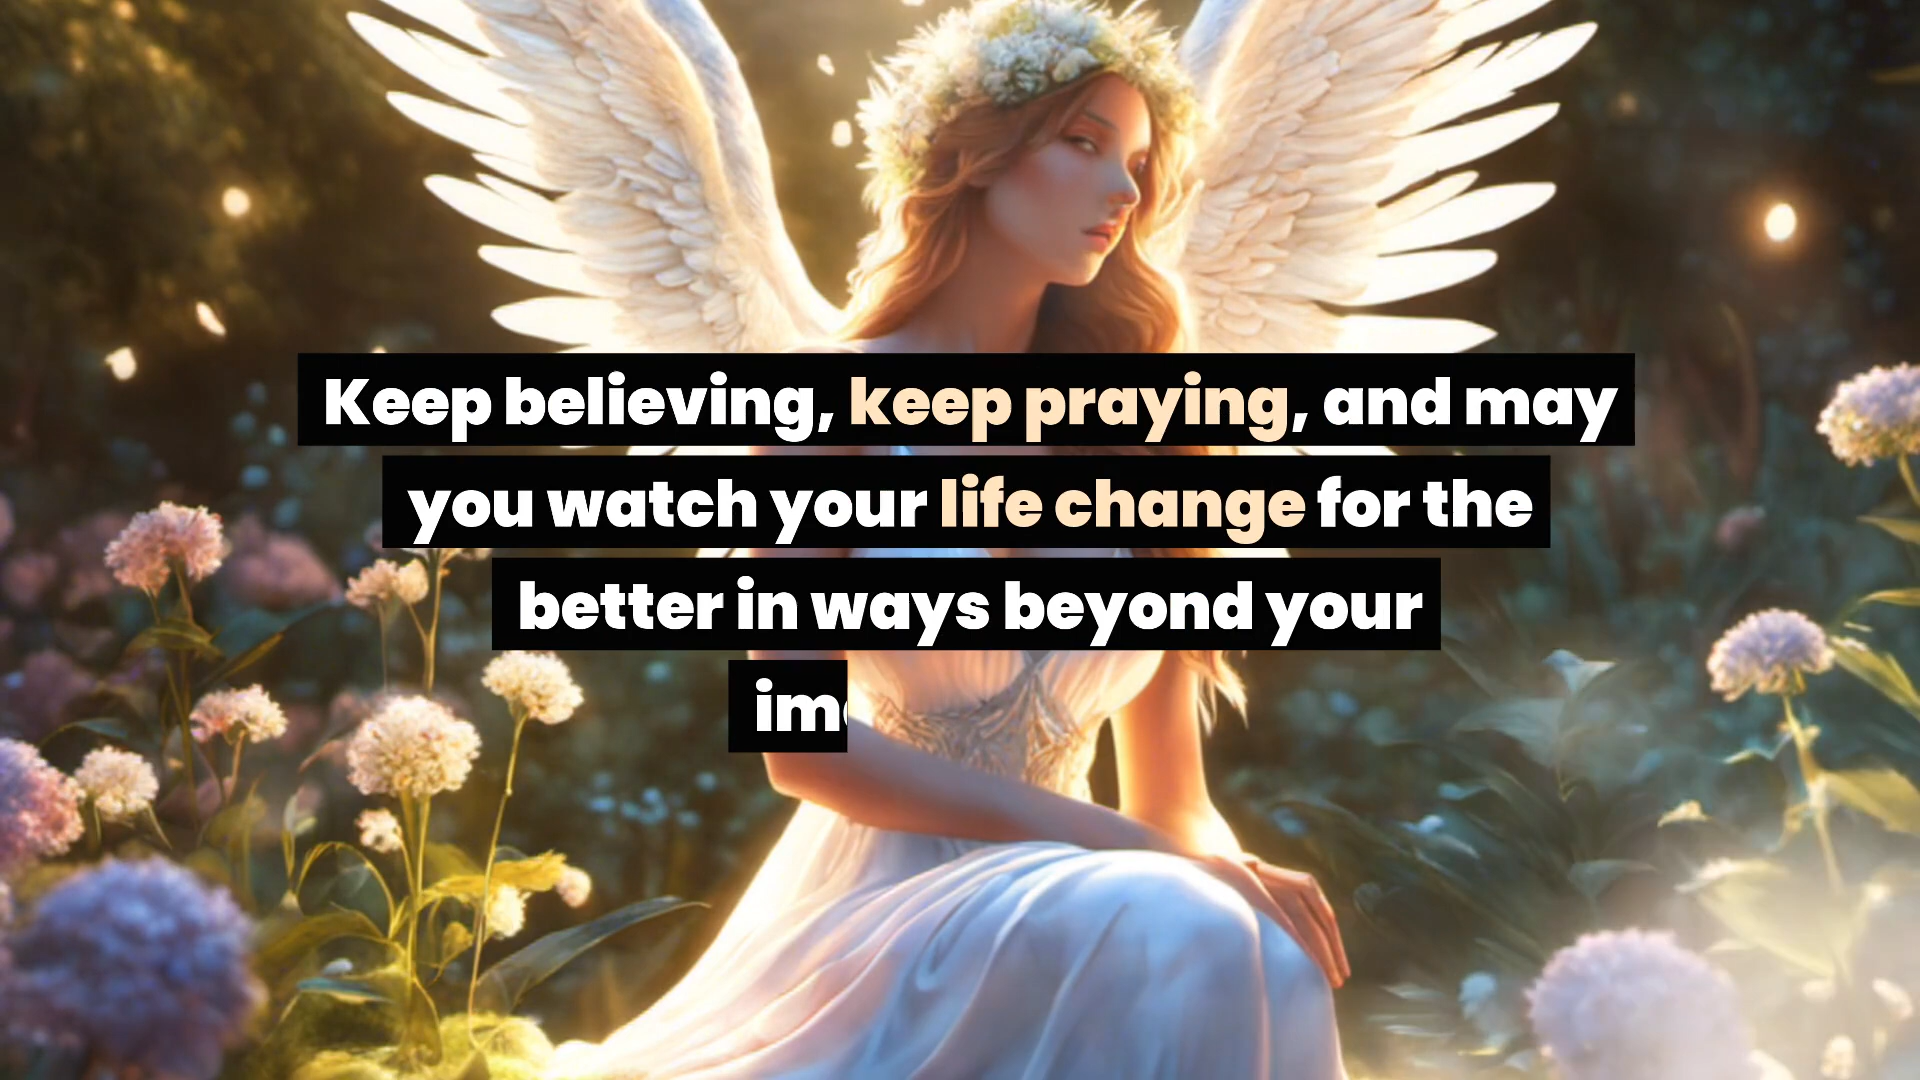 Keep believing, keep praying, and may
you watch your life change for the
better in ways beyond your
im